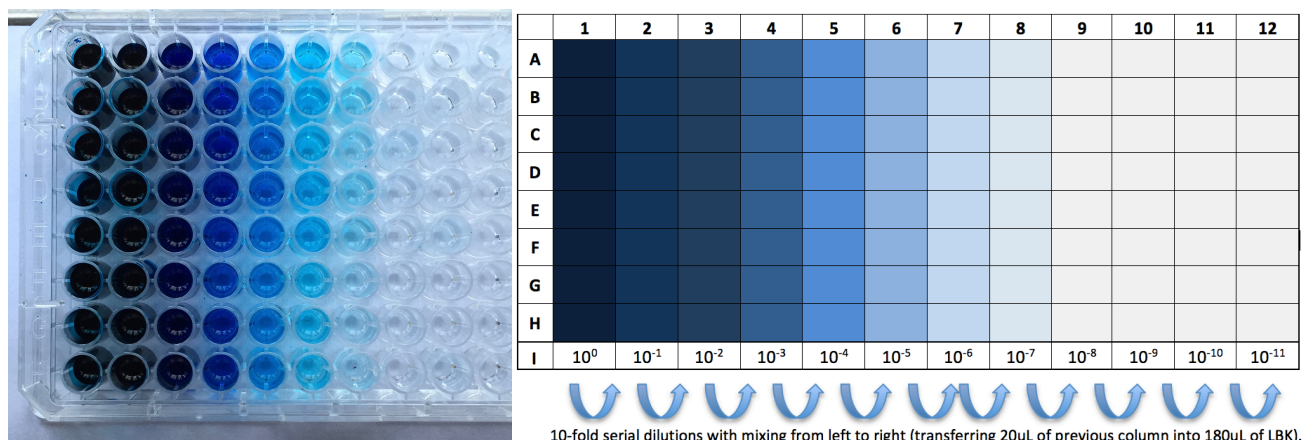 1 2 3 4 5 6 7 8 9 10 11 12
A
B
C
D
E
F
G
H
I 10⁰ 10⁻¹ 10⁻² 10⁻³ 10⁻⁴ 10⁻⁵ 10⁻⁶ 10⁻⁷ 10⁻⁸ 10⁻⁹ 10⁻¹⁰ 10⁻¹¹
10-fold serial dilutions with mixing from left to right (transferring 20uL of previous column into 180uL of LBK).